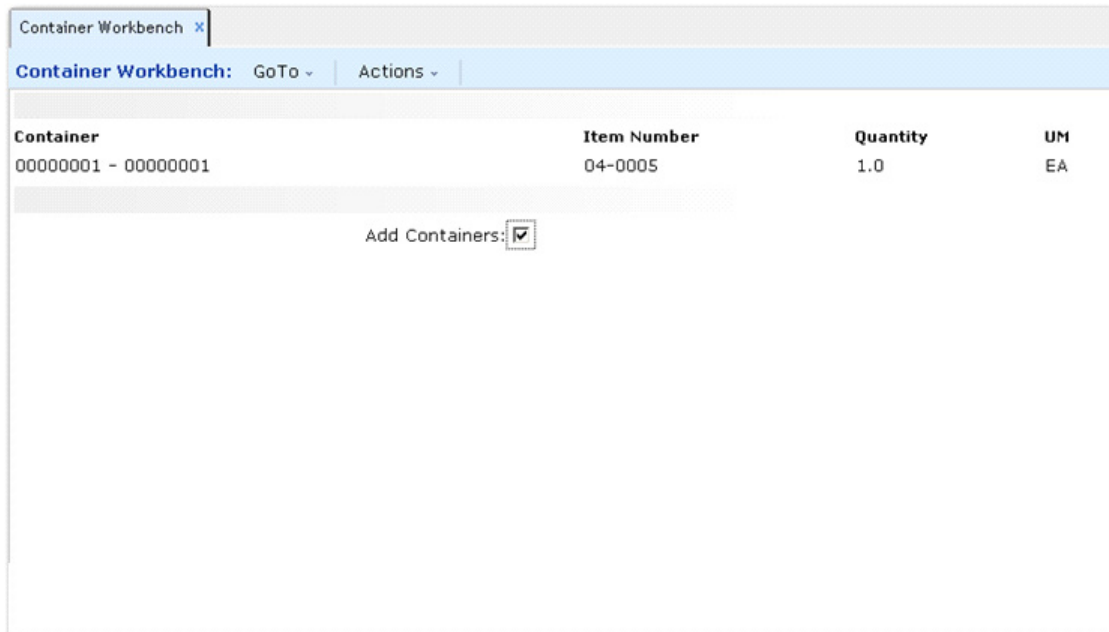 Container Workbench x
Container Workbench: GoTo Actions
Container Item Number Quantity UM
00000001 - 00000001 04-0005 1.0 EA
Add Containers: